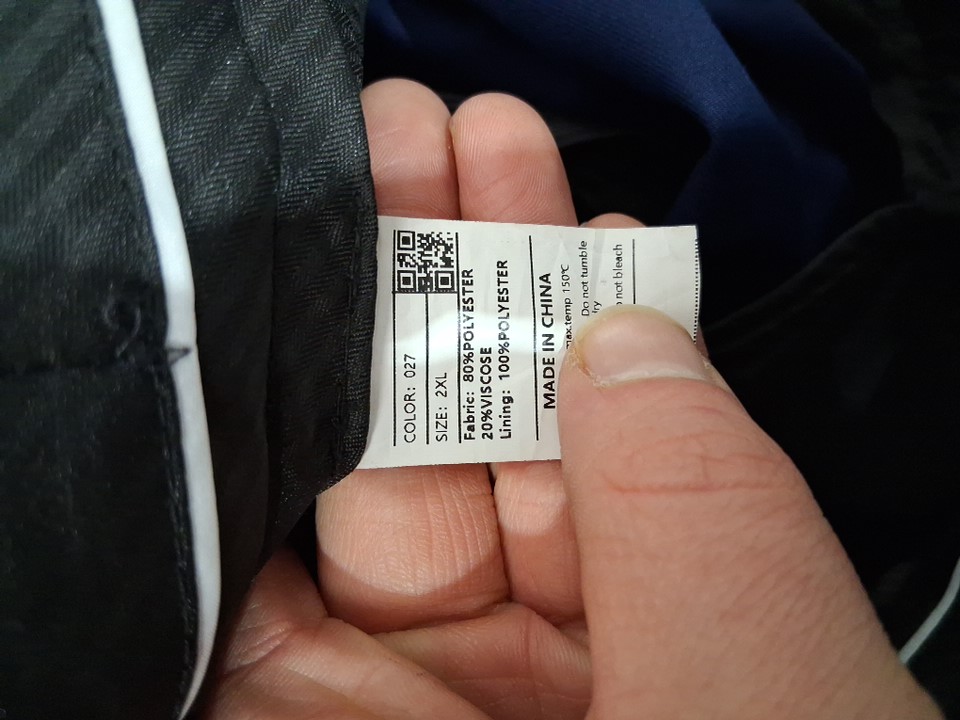 COLOR: 027
SIZE: 2XL
Fabric: 80%POLYESTER
20%VISCOSE
Lining: 100%POLYESTER
MADE IN CHINA
max.temp 150℃
Do not tumble
not bleach